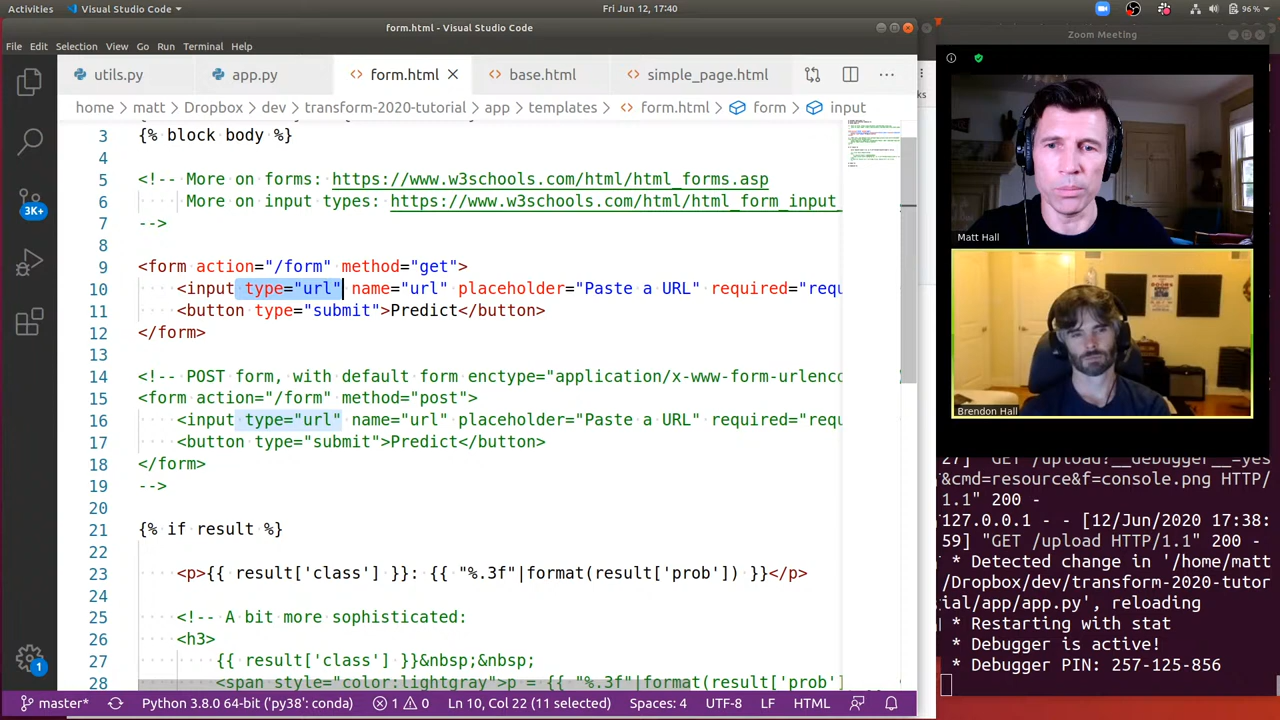 Activities Visual Studio Code Fri Jun 12, 17:40 96%
form.html - Visual Studio Code
File Edit Selection View Go Run Terminal Help
utils.py app.py form.html base.html simple_page.html
home > matt > Dropbox > dev > transform-2020-tutorial > app > templates > form.html > form > input
3 {% block body %}
4
5 <!-- More on forms: https://www.w3schools.com/html/html_forms.asp
6 More on input types: https://www.w3schools.com/html/html_form_input_
7 -->
8
9 <form action="/form" method="get">
10 <input type="url" name="url" placeholder="Paste a URL" required="requ
11 <button type="submit">Predict</button>
12 </form>
13
14 <!-- POST form, with default form enctype="application/x-www-form-urlenco
15 <form action="/form" method="post">
16 <input type="url" name="url" placeholder="Paste a URL" required="requ
17 <button type="submit">Predict</button>
18 </form>
19 -->
20
21 {% if result %}
22
23 <p>{{ result['class'] }}: {{ "%.3f"|format(result['prob']) }}</p>
24
25 <!-- A bit more sophisticated:
26 <h3>
27 {{ result['class'] }}&nbsp;&nbsp;
28 <span style="color:lightgray">p = {{ "%.3f"|format(result['prob']
3K+
1
master* Python 3.8.0 64-bit ('py38': conda) 1 0 Ln 10, Col 22 (11 selected) Spaces: 4 UTF-8 LF HTML
ks
Zoom Meeting
Matt Hall
Brendon Hall
27] "GET /upload?__debugger__=yes
&cmd=resource&f=console.png HTTP/
1.1" 200 -
127.0.0.1 - - [12/Jun/2020 17:38:
59] "GET /upload HTTP/1.1" 200 -
* Detected change in '/home/matt
/Dropbox/dev/transform-2020-tutor
ial/app/app.py', reloading
* Restarting with stat
* Debugger is active!
* Debugger PIN: 257-125-856